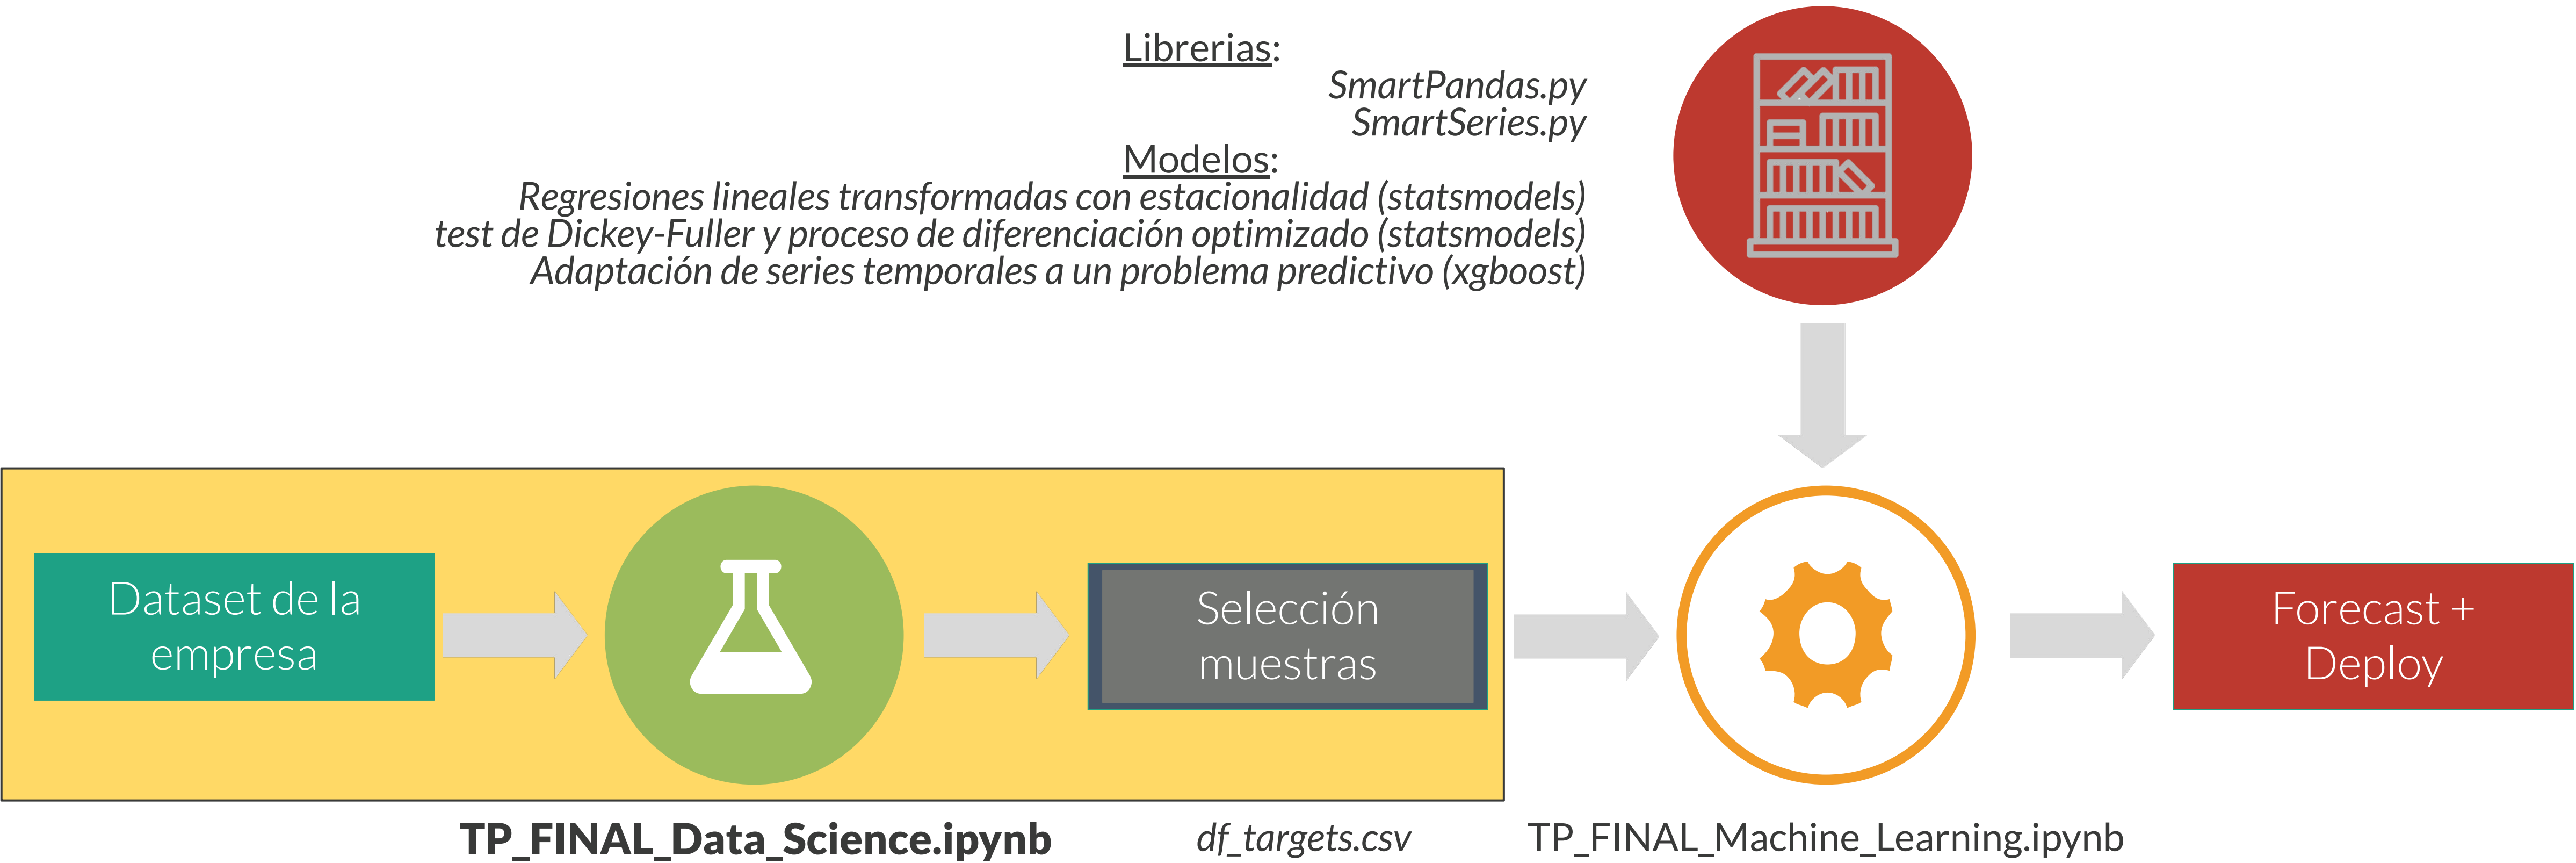 Librerias:
SmartPandas.py
SmartSeries.py
Modelos:
Regresiones lineales transformadas con estacionalidad (statsmodels)
test de Dickey-Fuller y proceso de diferenciación optimizado (statsmodels)
Adaptación de series temporales a un problema predictivo (xgboost)
Dataset de la
empresa
Selección
muestras
Forecast +
Deploy
TP_FINAL_Data_Science.ipynb
df_targets.csv
TP_FINAL_Machine_Learning.ipynb